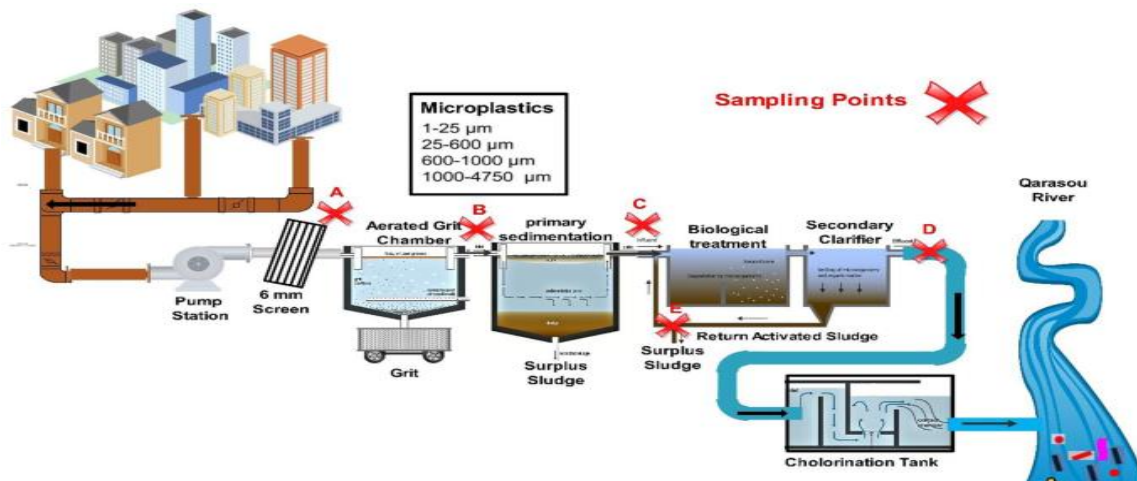 Microplastics
1-25 µm
25-600 µm
600-1000 µm
1000-4750 µm
Sampling Points
Qarasou
River
A
Aerated Grit
Chamber
B
primary
sedimentation
C
Biological
treatment
Secondary
Clarifier
D
Pump
Station
6 mm
Screen
Grit
Surplus
Sludge
E
Return Activated Sludge
Surplus
Sludge
Cholorination Tank